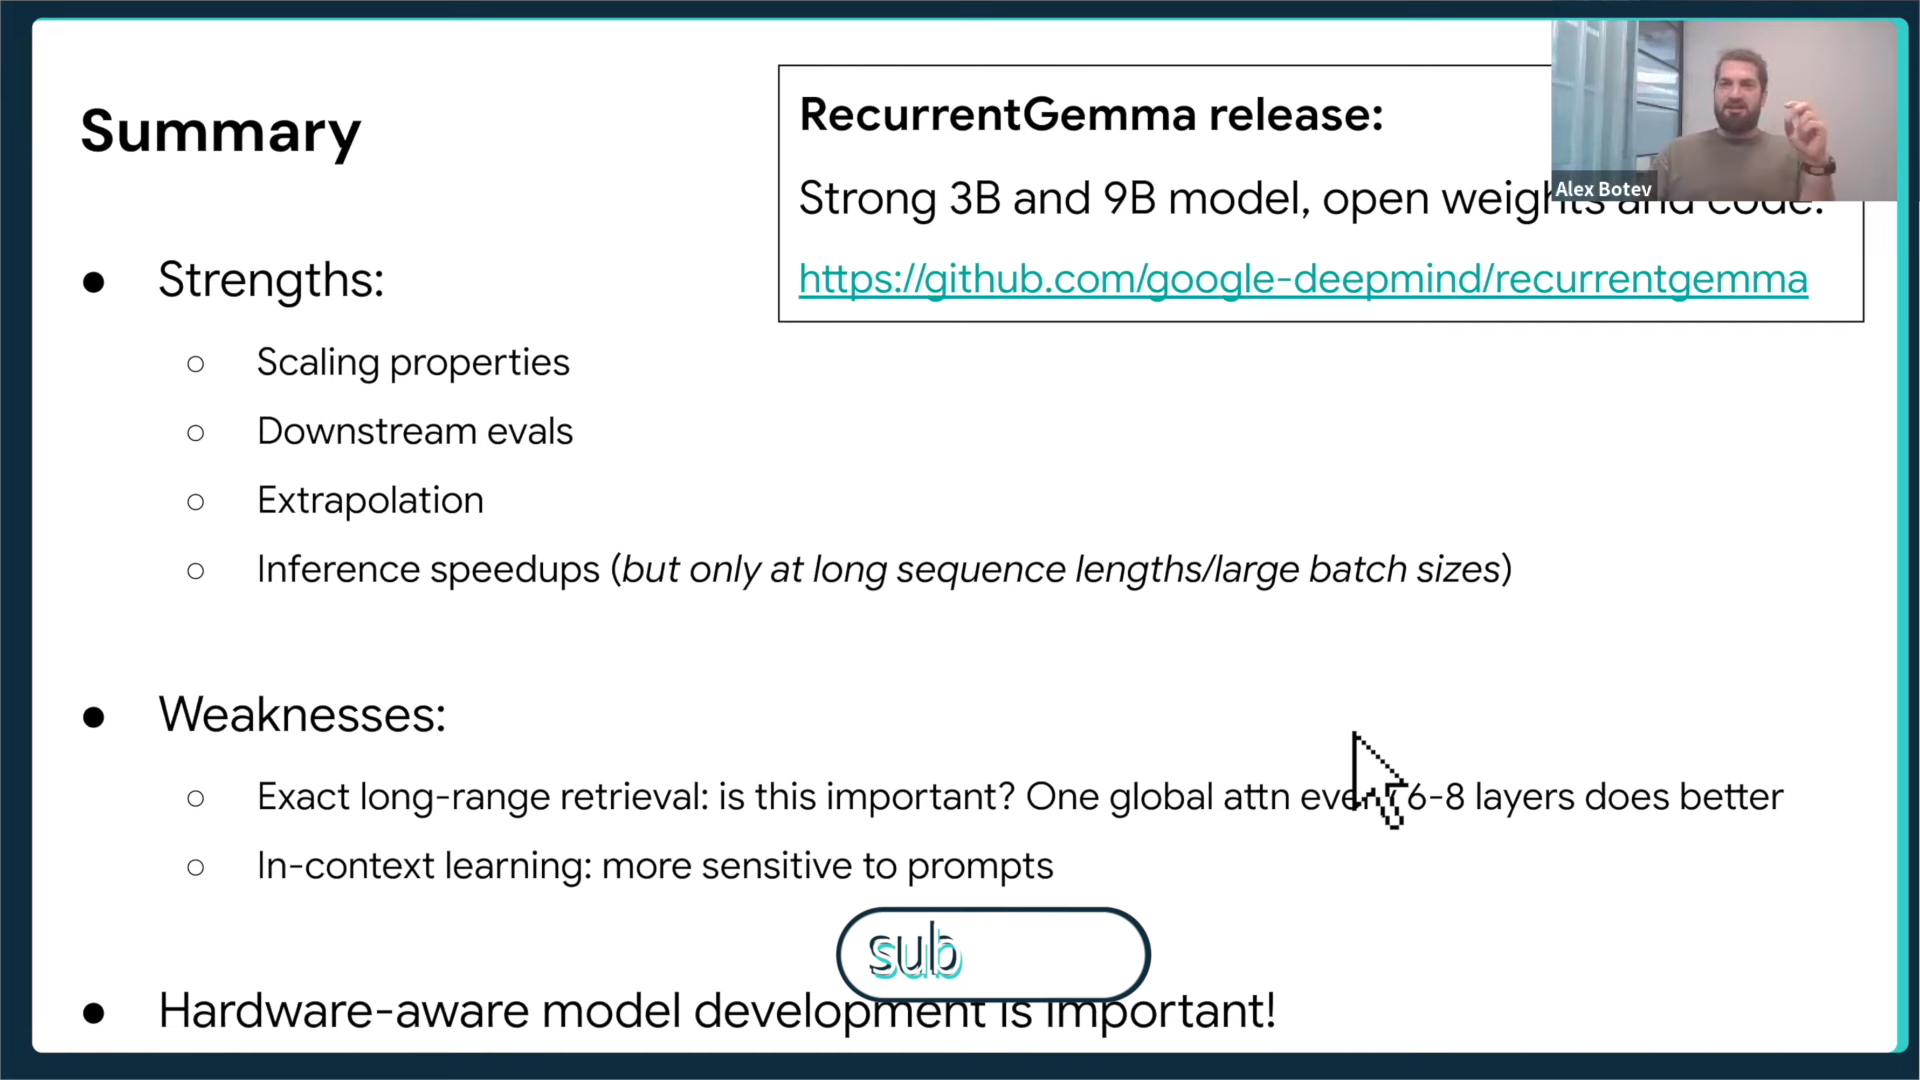 Summary
RecurrentGemma release:
Strong 3B and 9B model, open weights and code.
https://github.com/google-deepmind/recurrentgemma
Alex Botev
● Strengths:
○ Scaling properties
○ Downstream evals
○ Extrapolation
○ Inference speedups (but only at long sequence lengths/large batch sizes)
● Weaknesses:
○ Exact long-range retrieval: is this important? One global attn every 6-8 layers does better
○ In-context learning: more sensitive to prompts
sub
● Hardware-aware model development is important!